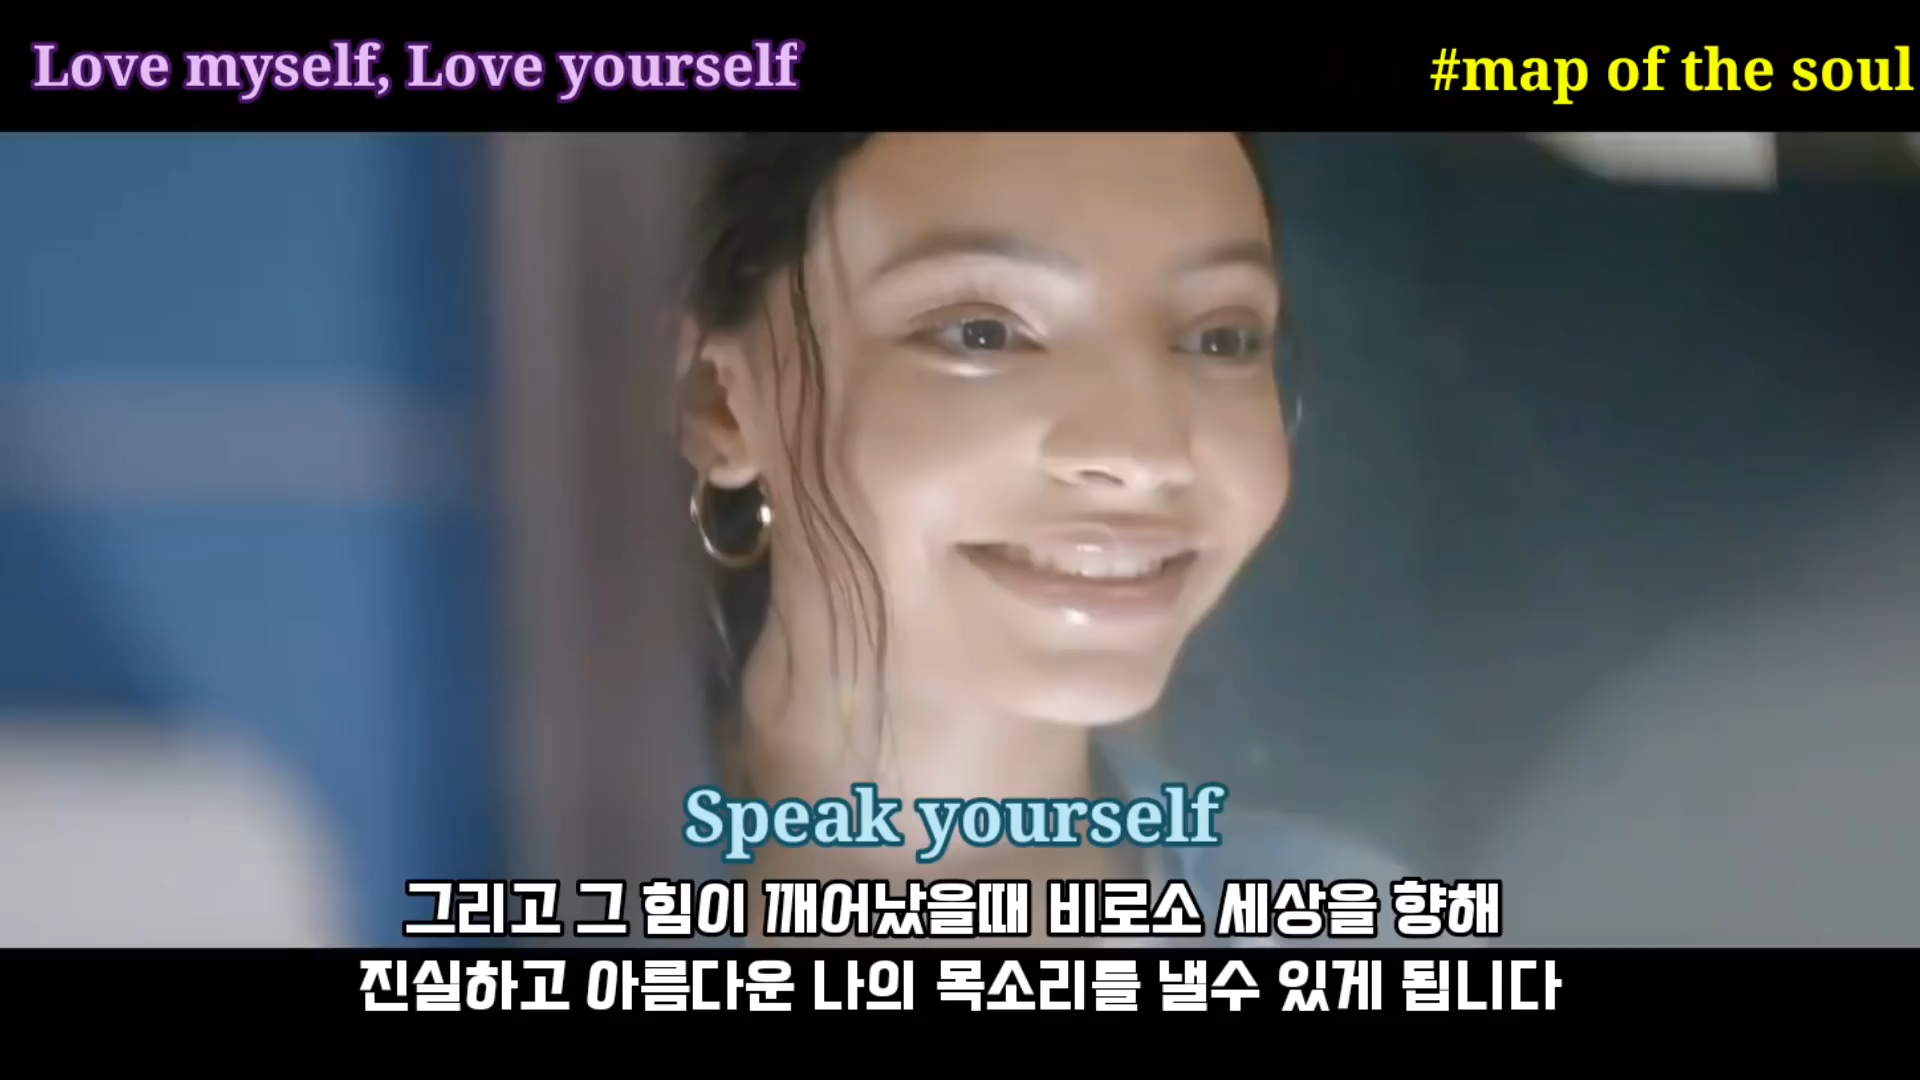 Love myself, Love yourself
#map of the soul
Speak yourself
그리고 그 힘이 깨어났을때 비로소 세상을 향해
진실하고 아름다운 나의 목소리를 낼수 있게 됩니다